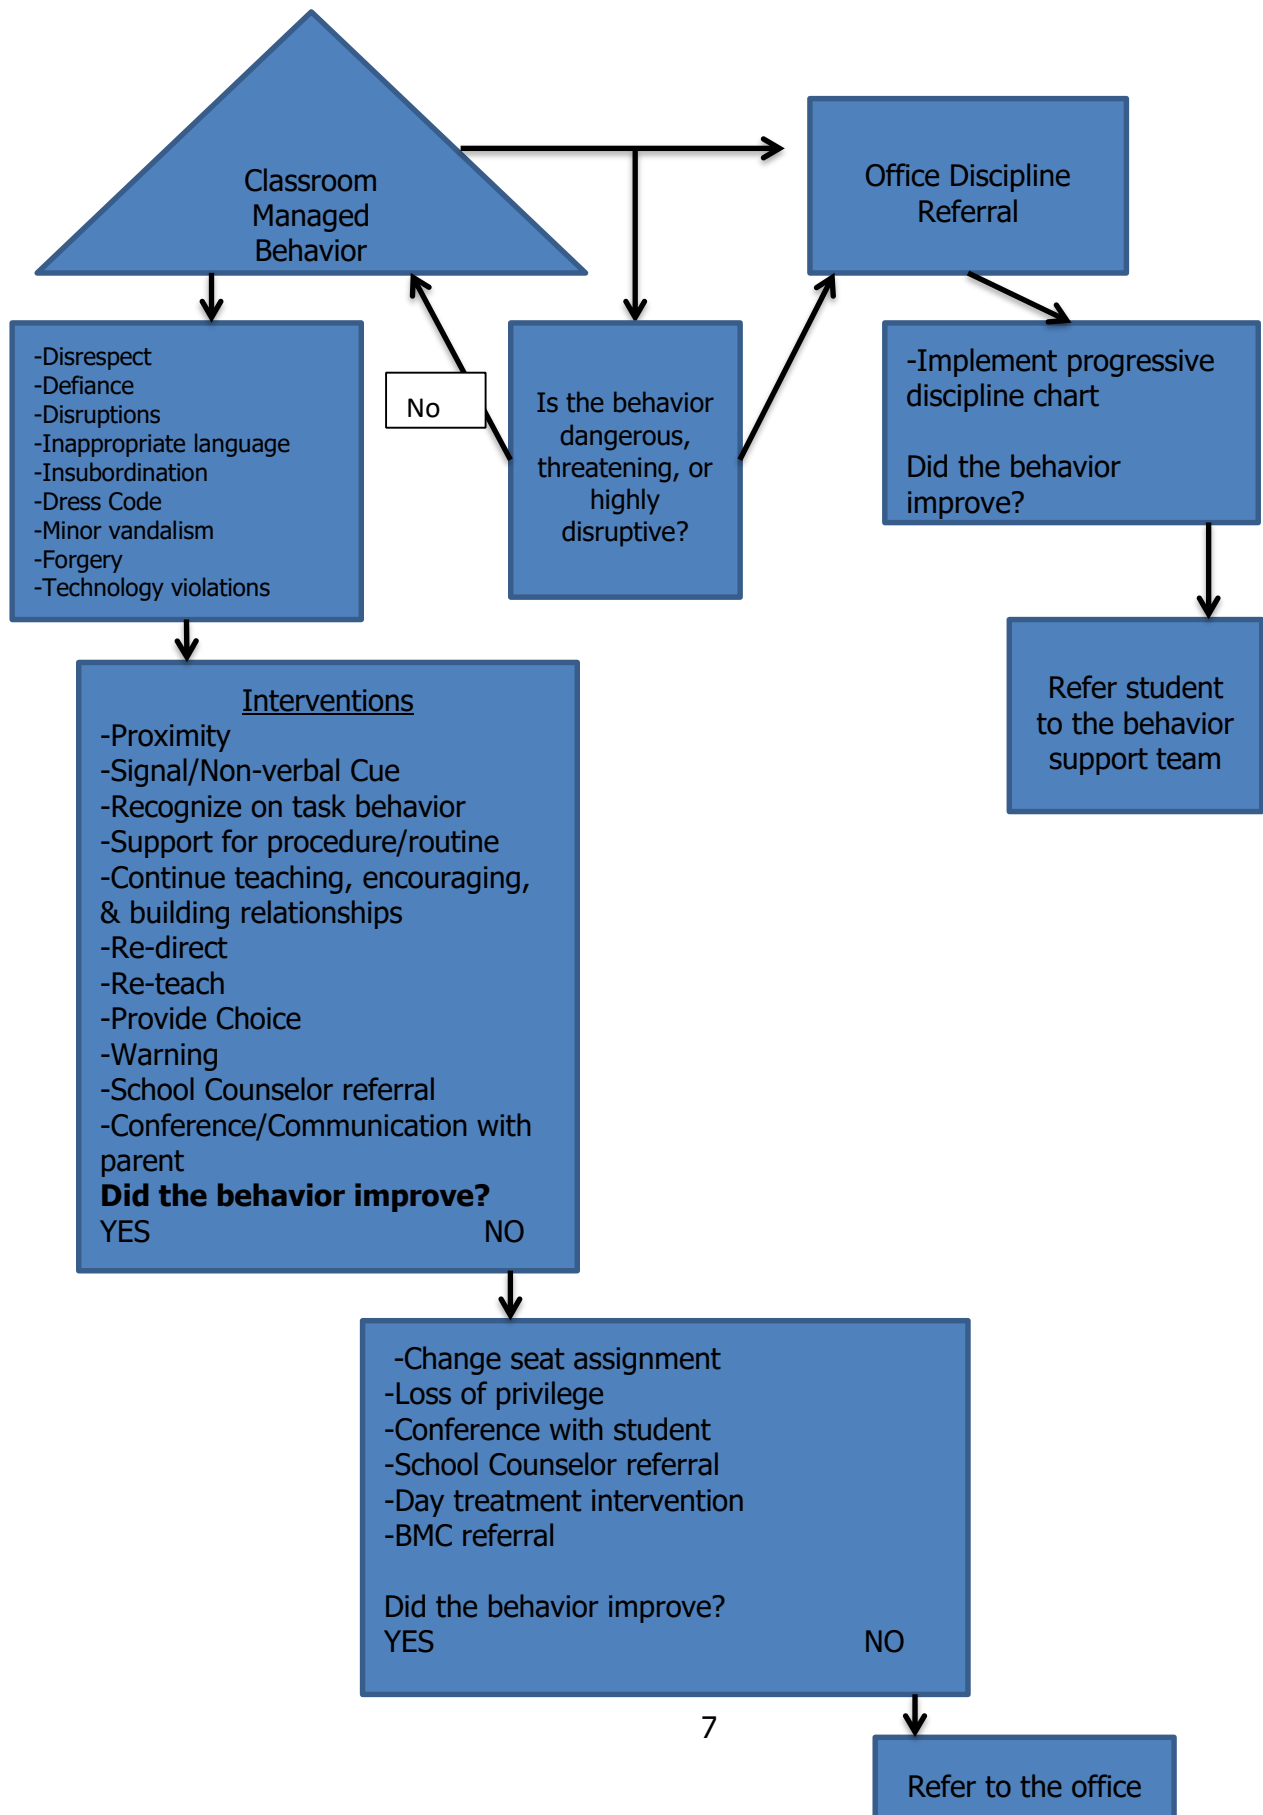 Classroom
Managed
Behavior
Office Discipline
Referral
-Disrespect
-Defiance
-Disruptions
-Inappropriate language
-Insubordination
-Dress Code
-Minor vandalism
-Forgery
-Technology violations
No
Is the behavior
dangerous,
threatening, or
highly
disruptive?
-Implement progressive
discipline chart
Did the behavior
improve?
Refer student
to the behavior
support team
Interventions
-Proximity
-Signal/Non-verbal Cue
-Recognize on task behavior
-Support for procedure/routine
-Continue teaching, encouraging,
& building relationships
-Re-direct
-Re-teach
-Provide Choice
-Warning
-School Counselor referral
-Conference/Communication with
parent
Did the behavior improve?
YES NO
-Change seat assignment
-Loss of privilege
-Conference with student
-School Counselor referral
-Day treatment intervention
-BMC referral
Did the behavior improve?
YES NO
7
Refer to the office